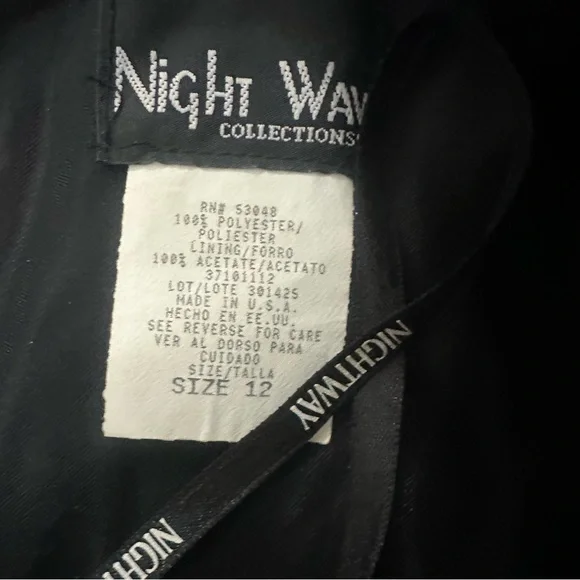 Night Way
COLLECTIONS
RN# 53048
100% POLYESTER/
POLIESTER
LINING/FORRO
100% ACETATE/ACETATO
37101112
LOT/LOTE 301425
MADE IN U.S.A.
HECHO EN EE.UU.
SEE REVERSE FOR CARE
VER AL DORSO PARA
CUIDADO
SIZE/TALLA
SIZE 12
NIGHTWAY
NIGH